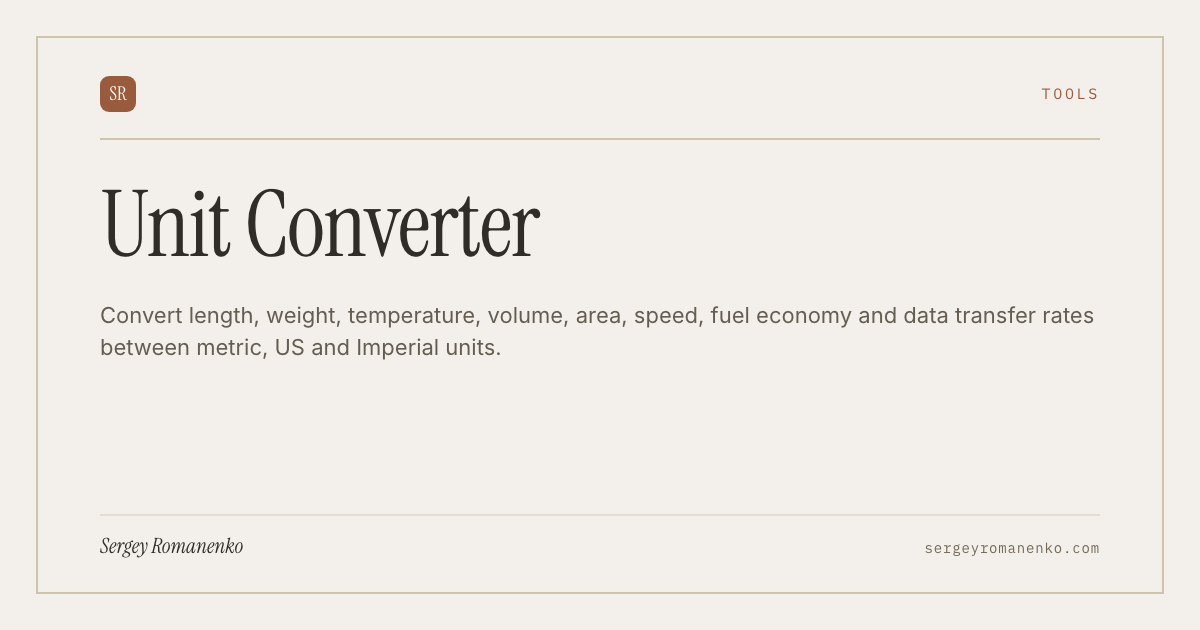 SR
TOOLS
Unit Converter
Convert length, weight, temperature, volume, area, speed, fuel economy and data transfer rates
between metric, US and Imperial units.
Sergey Romanenko
sergeyromanenko.com